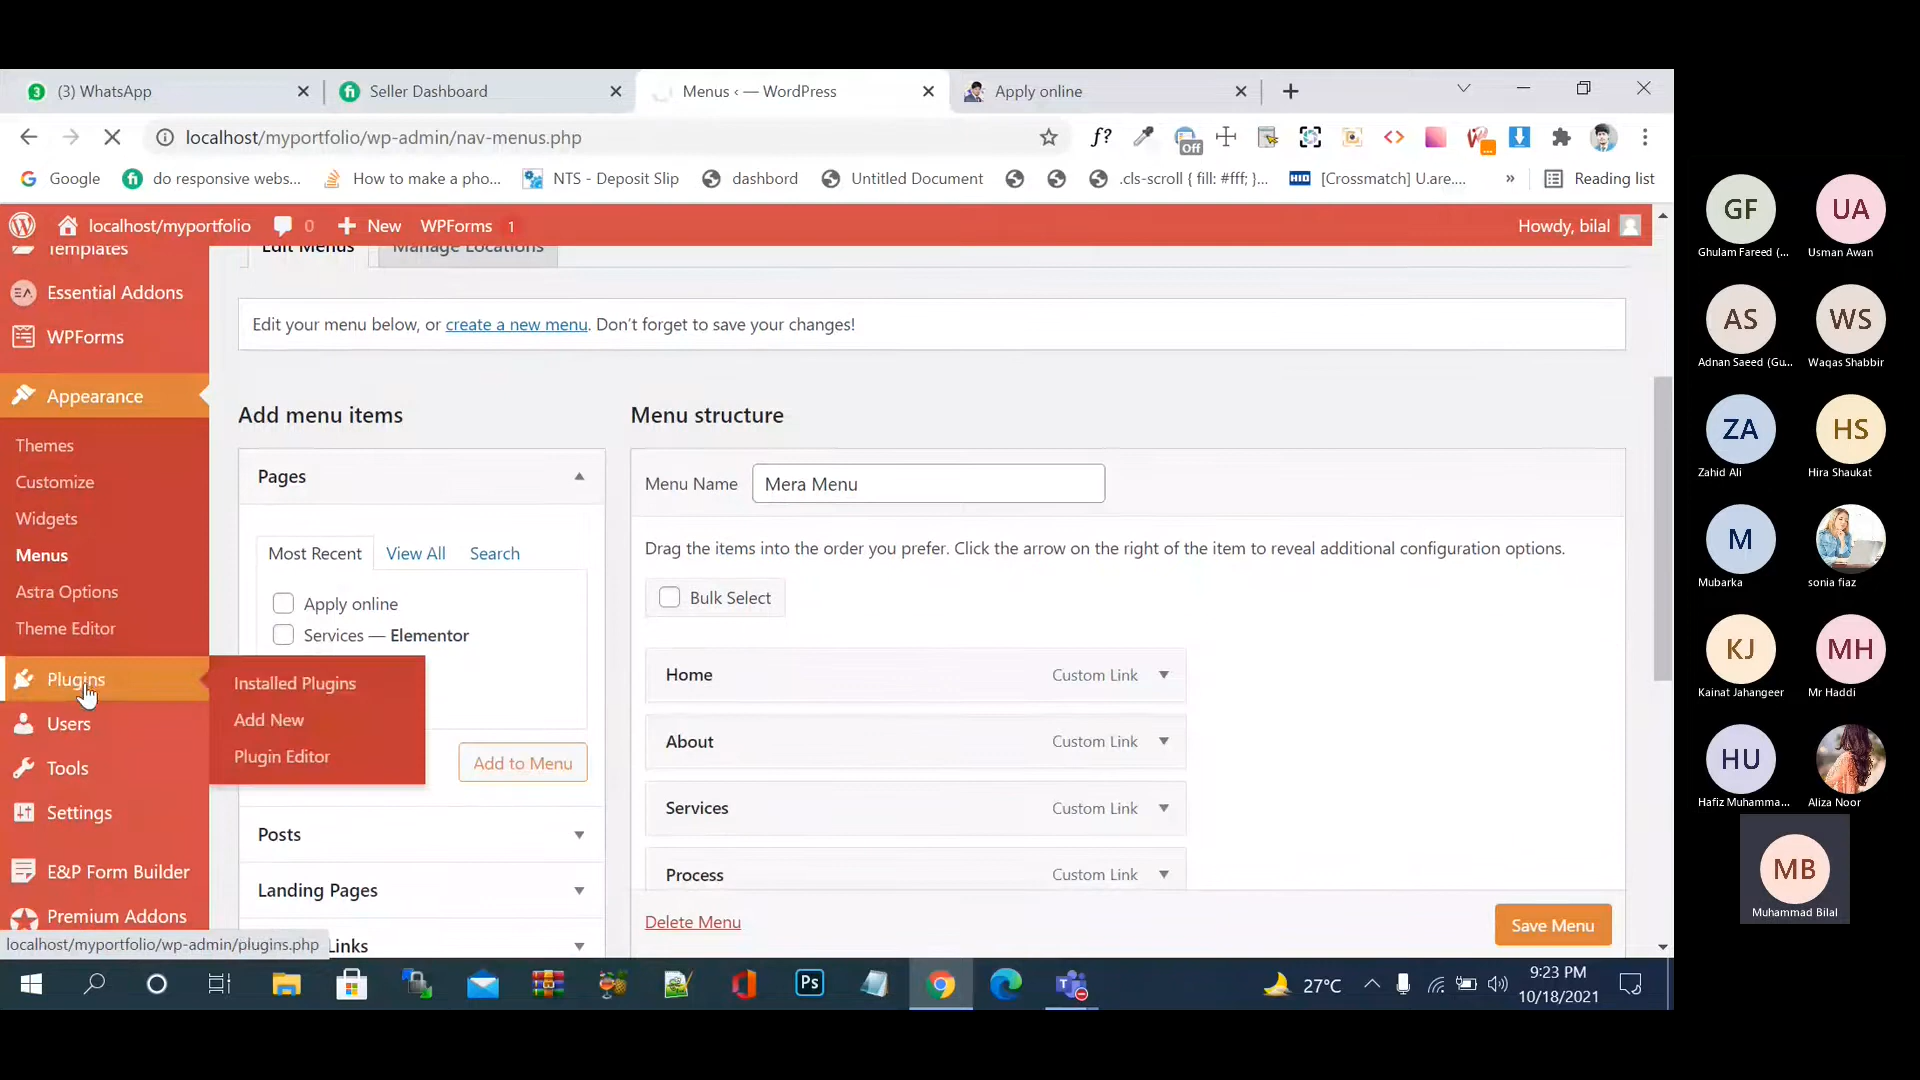 (3) WhatsApp
Seller Dashboard
Menus ‹ — WordPress
Apply online
localhost/myportfolio/wp-admin/nav-menus.php
f?
Off
Google
do responsive webs...
How to make a pho...
NTS - Deposit Slip
dashbord
Untitled Document
.cls-scroll { fill: #fff; }...
HID
[Crossmatch] U.are....
»
Reading list
localhost/myportfolio
0
New
WPForms 1
Howdy, bilal
Templates
Essential Addons
WPForms
Appearance
Themes
Customize
Widgets
Menus
Astra Options
Theme Editor
Plugins
Users
Tools
Settings
E&P Form Builder
Premium Addons
Installed Plugins
Add New
Plugin Editor
localhost/myportfolio/wp-admin/plugins.php
Edit Menus
Manage Locations
Edit your menu below, or create a new menu. Don’t forget to save your changes!
Add menu items
Pages
Most Recent
View All
Search
Apply online
Services — Elementor
Add to Menu
Posts
Landing Pages
Links
Menu structure
Menu Name
Mera Menu
Drag the items into the order you prefer. Click the arrow on the right of the item to reveal additional configuration options.
Bulk Select
Home
Custom Link
About
Custom Link
Services
Custom Link
Process
Custom Link
Delete Menu
Save Menu
Ps
27°C
9:23 PM
10/18/2021
GF
Ghulam Fareed (...
UA
Usman Awan
AS
Adnan Saeed (Gu...
WS
Waqas Shabbir
ZA
Zahid Ali
HS
Hira Shaukat
M
Mubarka
sonia fiaz
KJ
Kainat Jahangeer
MH
Mr Haddi
HU
Hafiz Muhamma...
Aliza Noor
MB
Muhammad Bilal